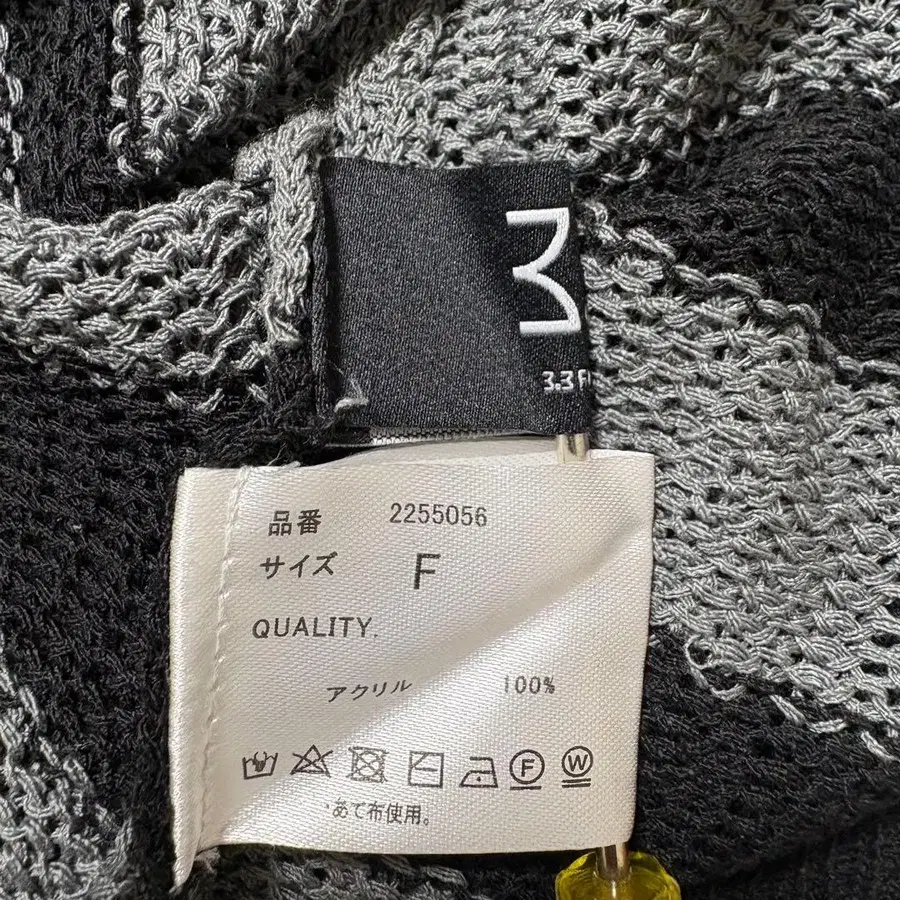 3.3 F
品番 2255056
サイズ F
QUALITY.
アクリル 100%
F W
*あて布使用。